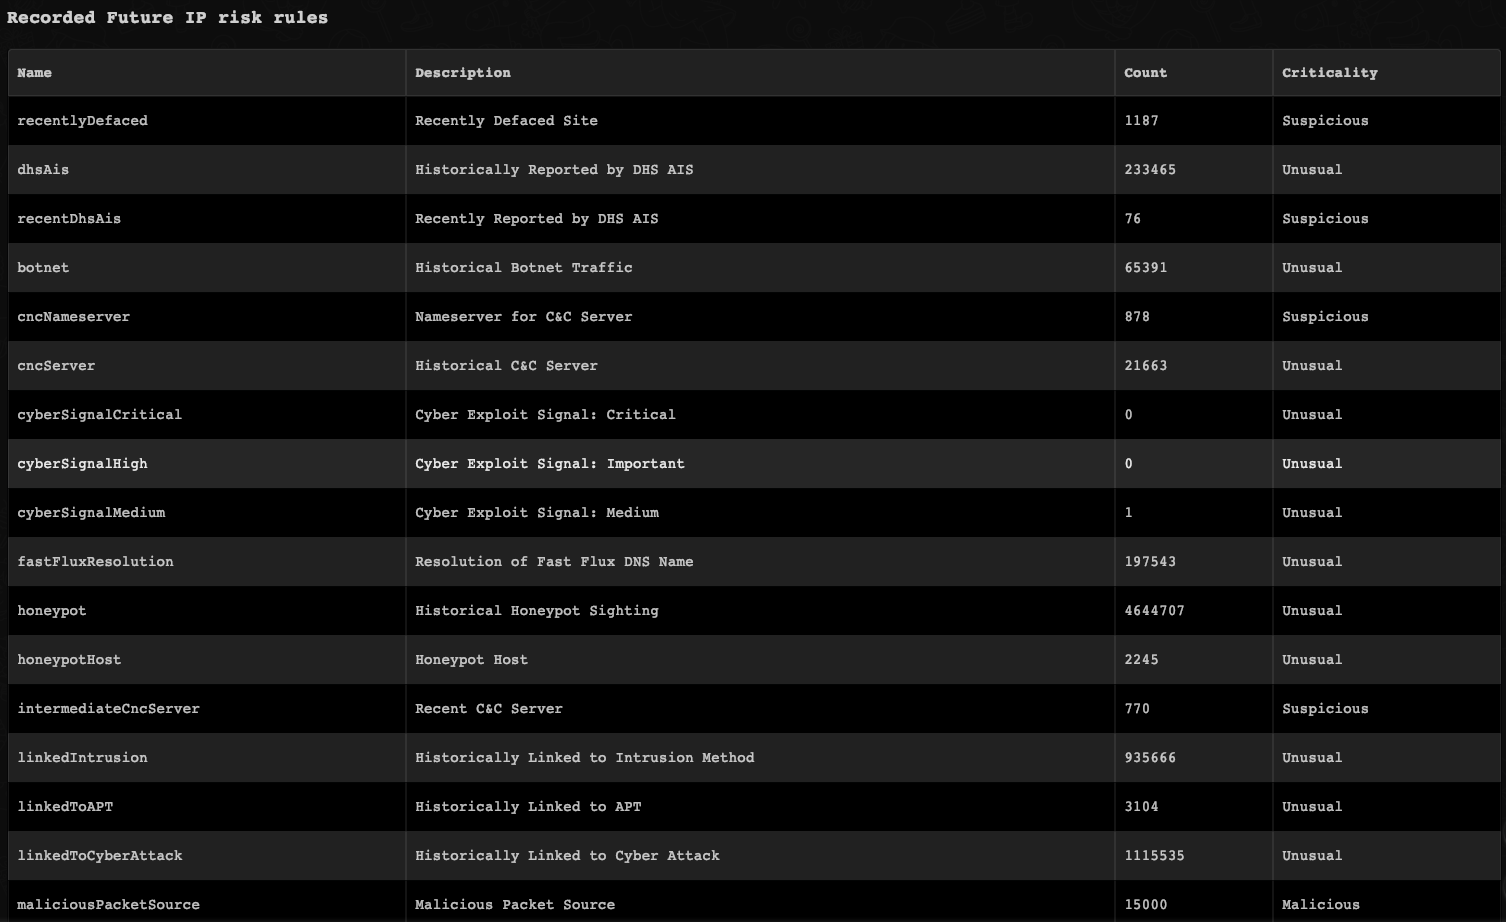 Recorded Future IP risk rules
Name Description Count Criticality
recentlyDefaced Recently Defaced Site 1187 Suspicious
dhsAis Historically Reported by DHS AIS 233465 Unusual
recentDhsAis Recently Reported by DHS AIS 76 Suspicious
botnet Historical Botnet Traffic 65391 Unusual
cncNameserver Nameserver for C&C Server 878 Suspicious
cncServer Historical C&C Server 21663 Unusual
cyberSignalCritical Cyber Exploit Signal: Critical 0 Unusual
cyberSignalHigh Cyber Exploit Signal: Important 0 Unusual
cyberSignalMedium Cyber Exploit Signal: Medium 1 Unusual
fastFluxResolution Resolution of Fast Flux DNS Name 197543 Unusual
honeypot Historical Honeypot Sighting 4644707 Unusual
honeypotHost Honeypot Host 2245 Unusual
intermediateCncServer Recent C&C Server 770 Suspicious
linkedIntrusion Historically Linked to Intrusion Method 935666 Unusual
linkedToAPT Historically Linked to APT 3104 Unusual
linkedToCyberAttack Historically Linked to Cyber Attack 1115535 Unusual
maliciousPacketSource Malicious Packet Source 15000 Malicious